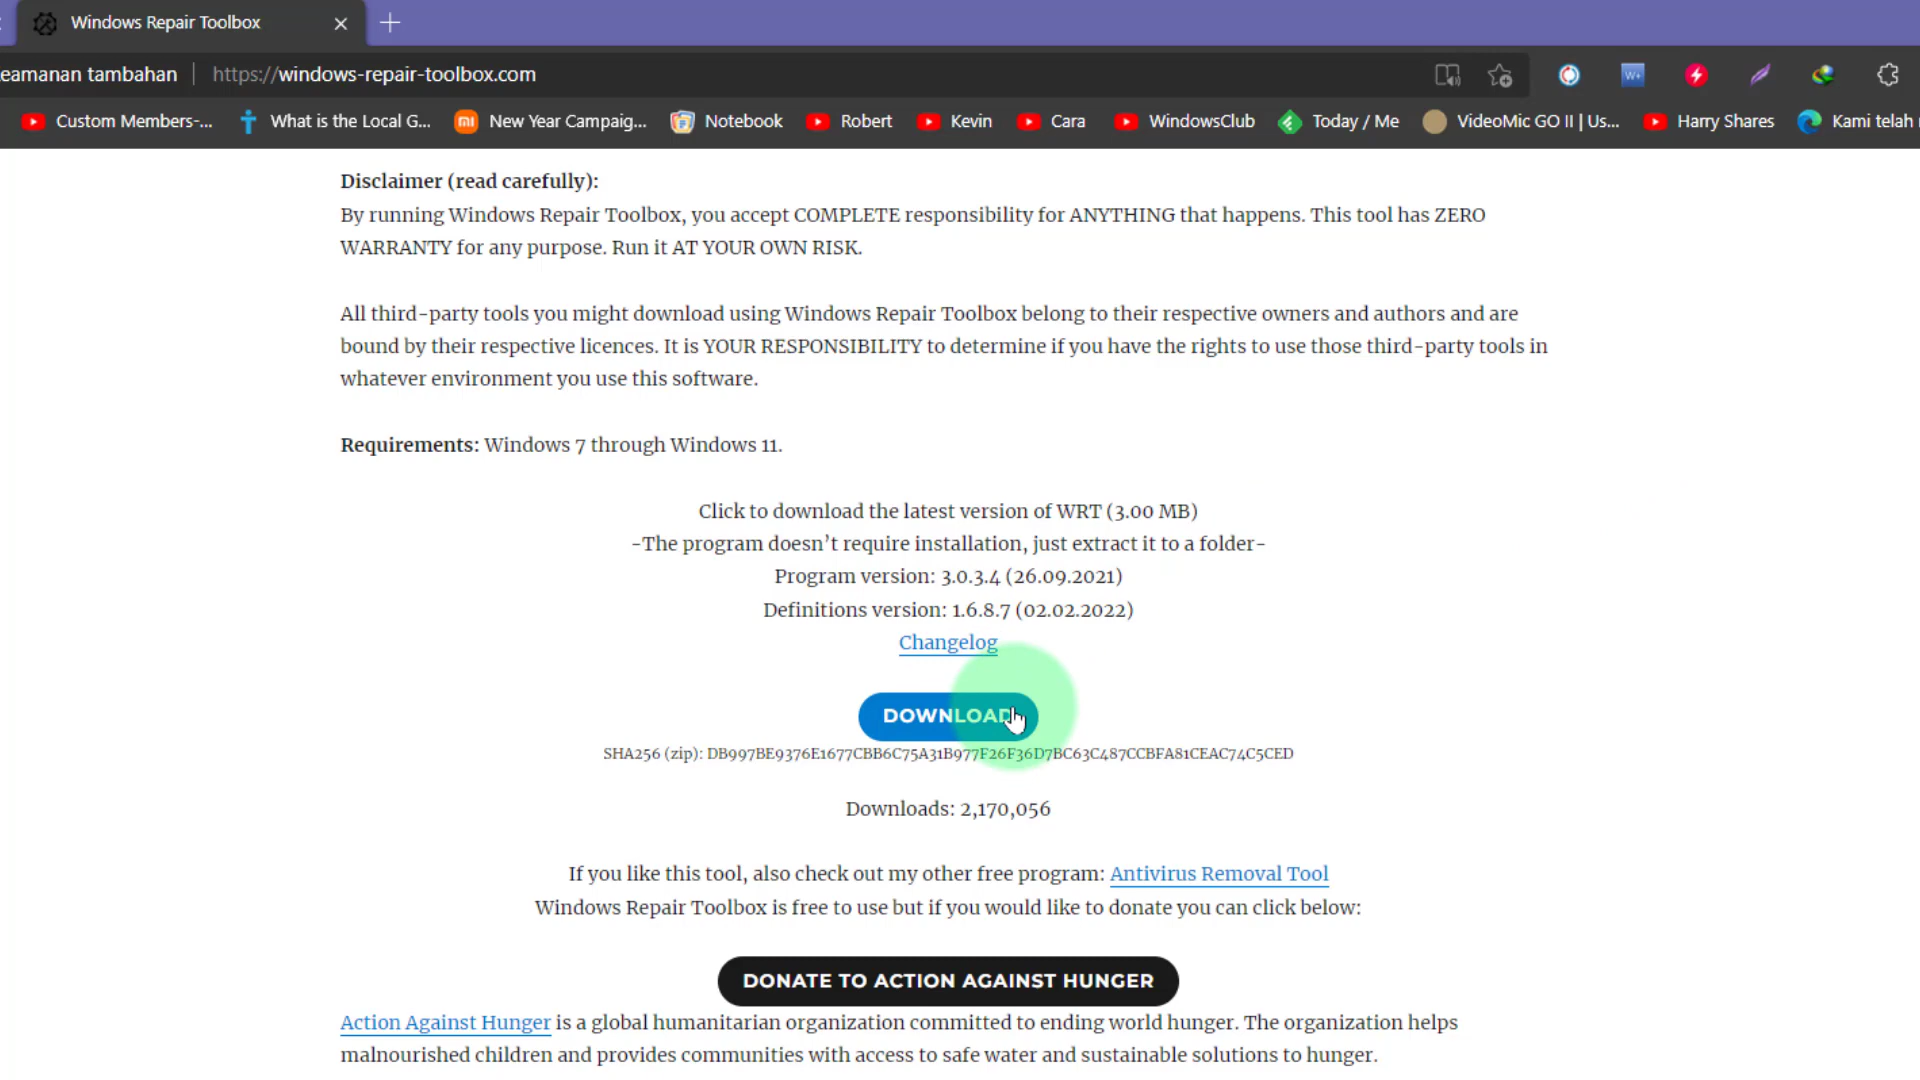 Windows Repair Toolbox
eamanan tambahan
https://windows-repair-toolbox.com
W+
Custom Members-...
What is the Local G...
mi
New Year Campaig...
Notebook
Robert
Kevin
Cara
WindowsClub
Today / Me
VideoMic GO II | Us...
Harry Shares
Kami telah
Disclaimer (read carefully):
By running Windows Repair Toolbox, you accept COMPLETE responsibility for ANYTHING that happens. This tool has ZERO
WARRANTY for any purpose. Run it AT YOUR OWN RISK.
All third-party tools you might download using Windows Repair Toolbox belong to their respective owners and authors and are
bound by their respective licences. It is YOUR RESPONSIBILITY to determine if you have the rights to use those third-party tools in
whatever environment you use this software.
Requirements: Windows 7 through Windows 11.
Click to download the latest version of WRT (3.00 MB)
-The program doesn’t require installation, just extract it to a folder-
Program version: 3.0.3.4 (26.09.2021)
Definitions version: 1.6.8.7 (02.02.2022)
Changelog
DOWNLOAD
SHA256 (zip): DB997BE9376E1677CBB6C75A31B977F26F36D7BC63C487CCBFA81CEAC74C5CED
Downloads: 2,170,056
If you like this tool, also check out my other free program: Antivirus Removal Tool
Windows Repair Toolbox is free to use but if you would like to donate you can click below:
DONATE TO ACTION AGAINST HUNGER
Action Against Hunger is a global humanitarian organization committed to ending world hunger. The organization helps
malnourished children and provides communities with access to safe water and sustainable solutions to hunger.